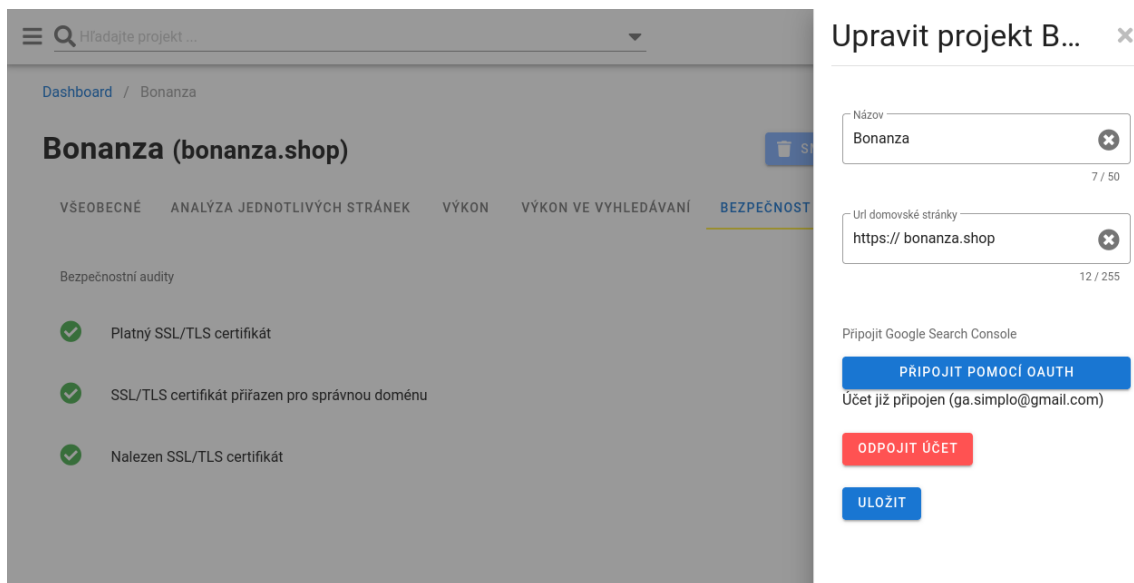 Hľadajte projekt ...
Dashboard / Bonanza
Bonanza (bonanza.shop)
VŠEOBECNÉ ANALÝZA JEDNOTLIVÝCH STRÁNEK VÝKON VÝKON VE VYHLEDÁVANÍ BEZPEČNOST
Bezpečnostní audity
Platný SSL/TLS certifikát
SSL/TLS certifikát přiřazen pro správnou doménu
Nalezen SSL/TLS certifikát
Upravit projekt B...
Názov
Bonanza
7 / 50
Url domovské stránky
https:// bonanza.shop
12 / 255
Připojit Google Search Console
PŘIPOJIT POMOCÍ OAUTH
Účet již připojen (ga.simplo@gmail.com)
ODPOJIT ÚČET
ULOŽIT